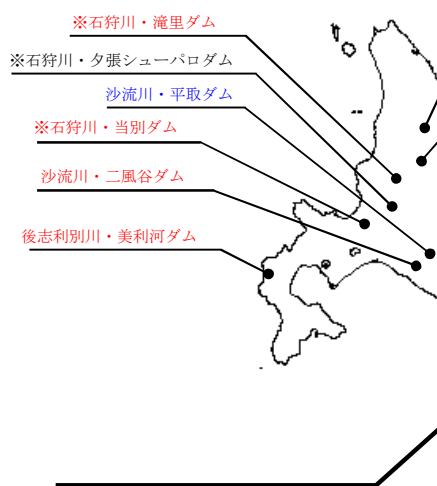 ※石狩川・滝里ダム
※石狩川・夕張シューパロダム
沙流川・平取ダム
※石狩川・当別ダム
沙流川・二風谷ダム
後志利別川・美利河ダム